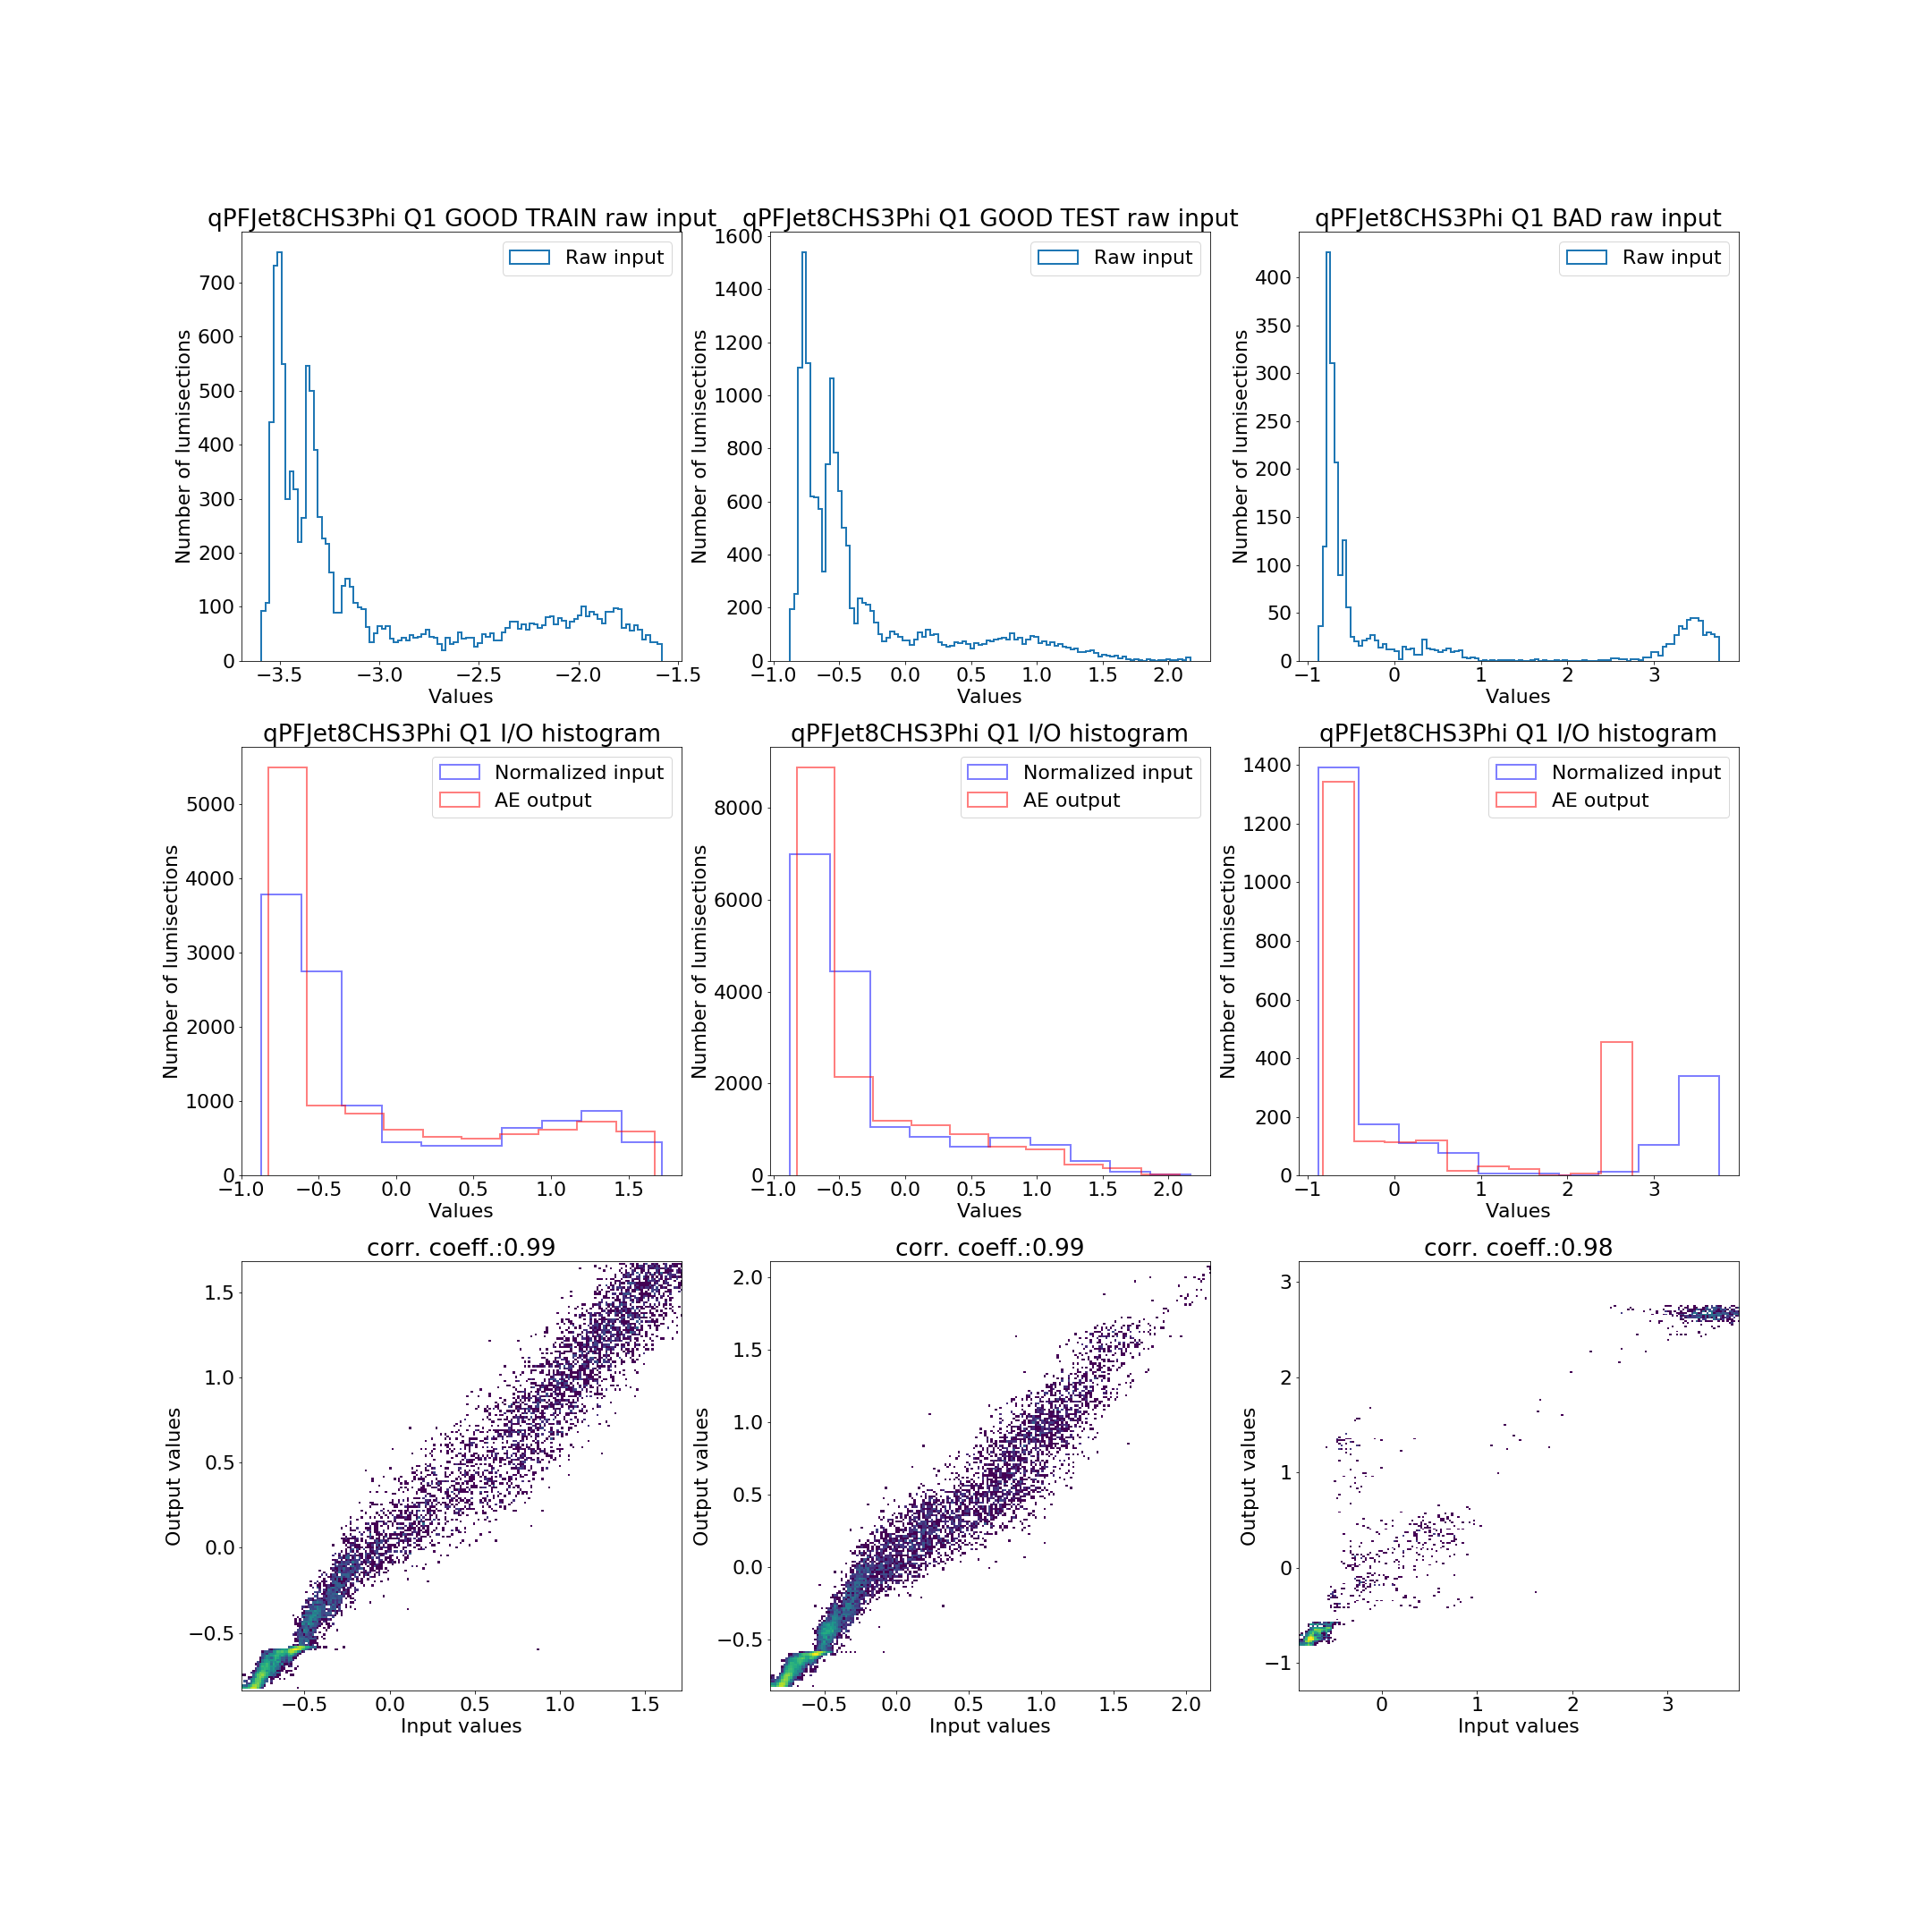 qPFJet8CHS3Phi Q1 GOOD TRAIN raw input
Raw input
700
600
500
400
300
200
100
0
Number of lumisections
−3.5 −3.0 −2.5 −2.0 −1.5
Values
qPFJet8CHS3Phi Q1 GOOD TEST raw input
Raw input
1600
1400
1200
1000
800
600
400
200
0
Number of lumisections
−1.0 −0.5 0.0 0.5 1.0 1.5 2.0
Values
qPFJet8CHS3Phi Q1 BAD raw input
Raw input
400
350
300
250
200
150
100
50
0
Number of lumisections
−1 0 1 2 3
Values
qPFJet8CHS3Phi Q1 I/O histogram
Normalized input
AE output
5000
4000
3000
2000
1000
0
Number of lumisections
−1.0 −0.5 0.0 0.5 1.0 1.5
Values
qPFJet8CHS3Phi Q1 I/O histogram
Normalized input
AE output
8000
6000
4000
2000
0
Number of lumisections
−1.0 −0.5 0.0 0.5 1.0 1.5 2.0
Values
qPFJet8CHS3Phi Q1 I/O histogram
Normalized input
AE output
1400
1200
1000
800
600
400
200
0
Number of lumisections
−1 0 1 2 3
Values
corr. coeff.:0.99
1.5
1.0
0.5
0.0
−0.5
Output values
−0.5 0.0 0.5 1.0 1.5
Input values
corr. coeff.:0.99
2.0
1.5
1.0
0.5
0.0
−0.5
Output values
−0.5 0.0 0.5 1.0 1.5 2.0
Input values
corr. coeff.:0.98
3
2
1
0
−1
Output values
0 1 2 3
Input values